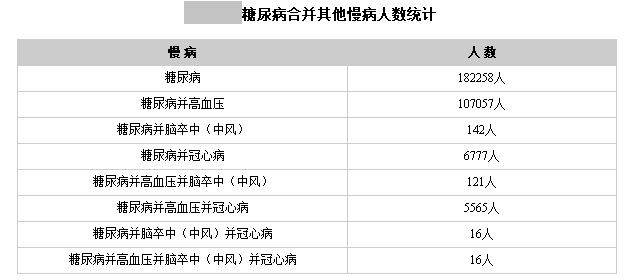 糖尿病合并其他慢病人数统计
慢 病 人 数
糖尿病 182258人
糖尿病并高血压 107057人
糖尿病并脑卒中（中风） 142人
糖尿病并冠心病 6777人
糖尿病并高血压并脑卒中（中风） 121人
糖尿病并高血压并冠心病 5565人
糖尿病并脑卒中（中风）并冠心病 16人
糖尿病并高血压并脑卒中（中风）并冠心病 16人